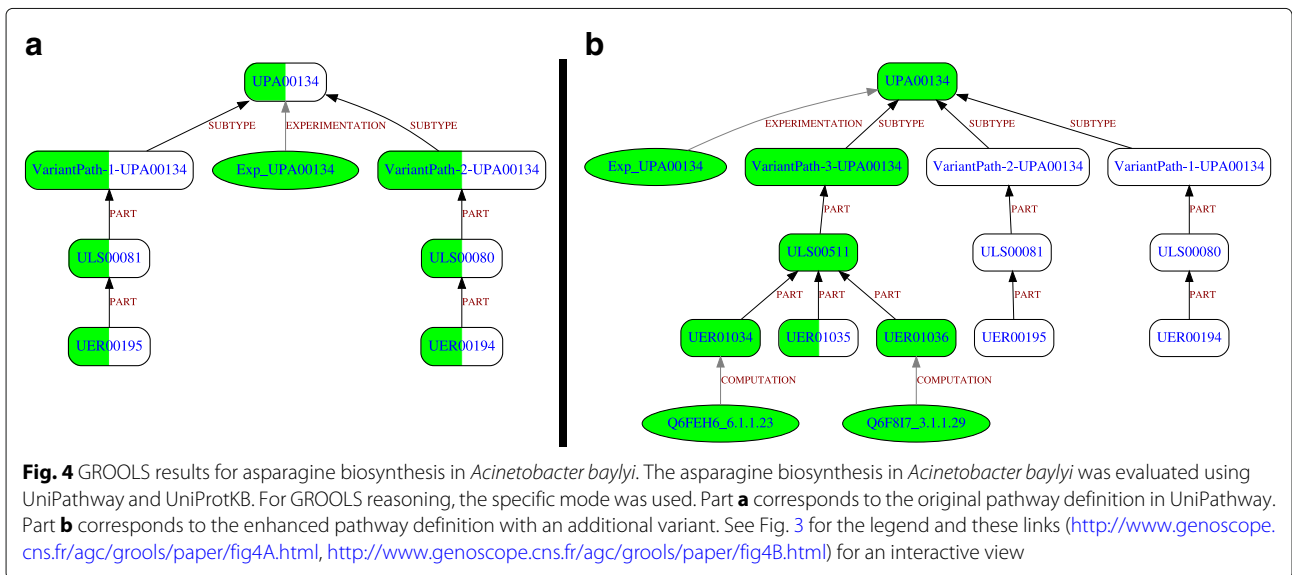 a
UPA00134
SUBTYPE EXPERIMENTATION SUBTYPE
VariantPath-1-UPA00134 Exp_UPA00134 VariantPath-2-UPA00134
PART PART
ULS00081 ULS00080
PART PART
UER00195 UER00194
b
UPA00134
EXPERIMENTATION SUBTYPE SUBTYPE SUBTYPE
Exp_UPA00134 VariantPath-3-UPA00134 VariantPath-2-UPA00134 VariantPath-1-UPA00134
PART PART PART
ULS00511 ULS00081 ULS00080
PART PART PART PART PART
UER01034 UER01035 UER01036 UER00195 UER00194
COMPUTATION COMPUTATION
Q6FEH6_6.1.1.23 Q6F8I7_3.1.1.29
Fig. 4 GROOLS results for asparagine biosynthesis in Acinetobacter baylyi. The asparagine biosynthesis in Acinetobacter baylyi was evaluated using
UniPathway and UniProtKB. For GROOLS reasoning, the specific mode was used. Part a corresponds to the original pathway definition in UniPathway.
Part b corresponds to the enhanced pathway definition with an additional variant. See Fig. 3 for the legend and these links (http://www.genoscope.
cns.fr/agc/grools/paper/fig4A.html, http://www.genoscope.cns.fr/agc/grools/paper/fig4B.html) for an interactive view